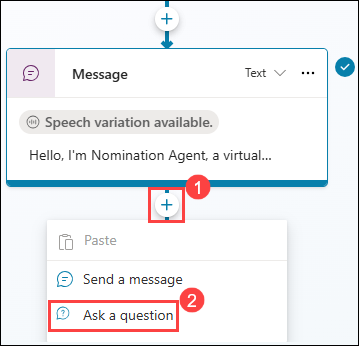 Message
Text
Speech variation available.
Hello, I'm Nomination Agent, a virtual...
1
Paste
Send a message
2
Ask a question